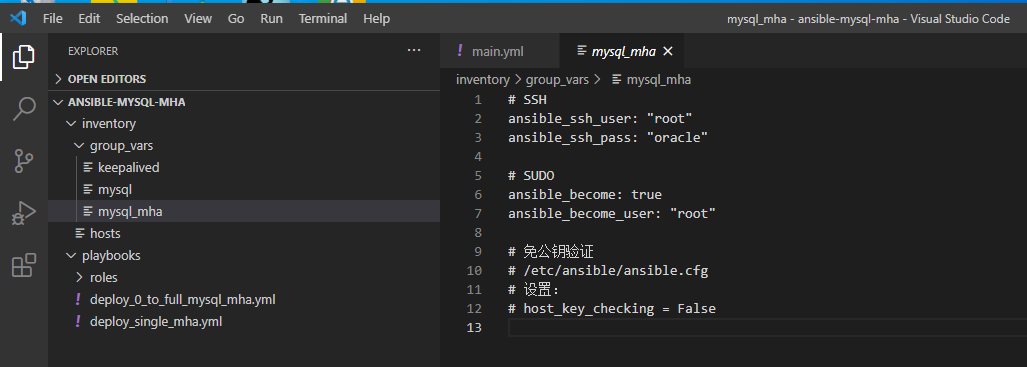 File Edit Selection View Go Run Terminal Help
mysql_mha - ansible-mysql-mha - Visual Studio Code
EXPLORER
OPEN EDITORS
ANSIBLE-MYSQL-MHA
inventory
group_vars
keepalived
mysql
mysql_mha
hosts
playbooks
roles
! deploy_0_to_full_mysql_mha.yml
! deploy_single_mha.yml
! main.yml mysql_mha
inventory > group_vars > mysql_mha
1 # SSH
2 ansible_ssh_user: "root"
3 ansible_ssh_pass: "oracle"
4
5 # SUDO
6 ansible_become: true
7 ansible_become_user: "root"
8
9 # 免公钥验证
10 # /etc/ansible/ansible.cfg
11 # 设置：
12 # host_key_checking = False
13